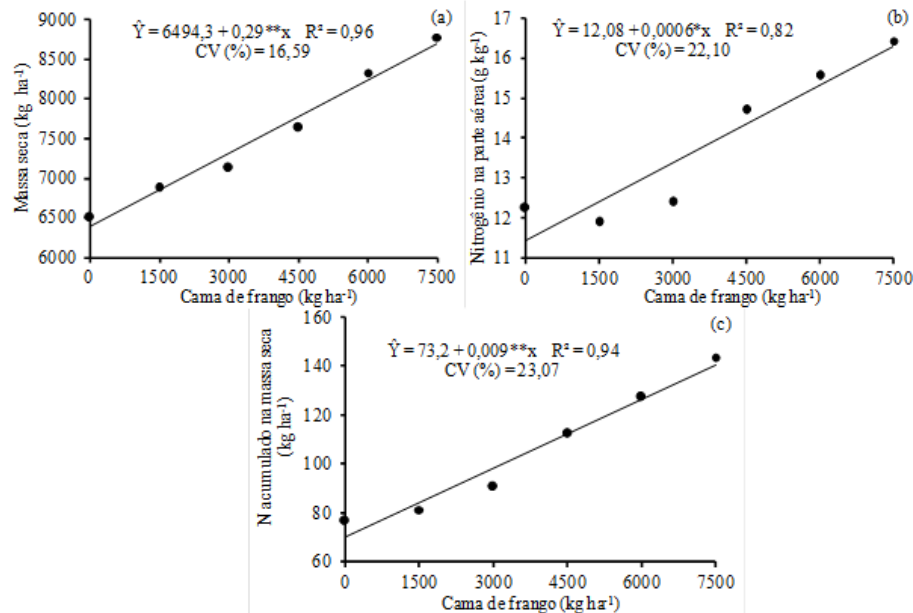 (a)
Ŷ = 6494,3 + 0,29**x R² = 0,96
CV (%) = 16,59
Massa seca (kg ha⁻¹)
9000
8500
8000
7500
7000
6500
6000
0 1500 3000 4500 6000 7500
Cama de frango (kg ha⁻¹)
(b)
Ŷ = 12,08 + 0,0006*x R² = 0,82
CV (%) = 22,10
Nitrogênio na parte aérea (g kg⁻¹)
17
16
15
14
13
12
11
0 1500 3000 4500 6000 7500
Cama de frango (kg ha⁻¹)
(c)
Ŷ = 73,2 + 0,009**x R² = 0,94
CV (%) = 23,07
N acumulado na massa seca
(kg ha⁻¹)
160
140
120
100
80
60
0 1500 3000 4500 6000 7500
Cama de frango (kg ha⁻¹)